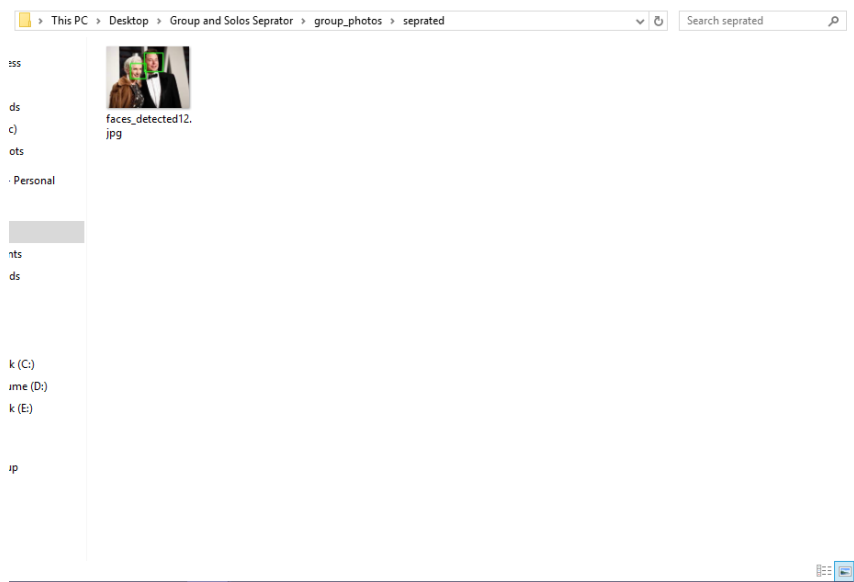 This PC > Desktop > Group and Solos Seprator > group_photos > seprated
Search seprated
ess
ds
c)
ots
Personal
nts
ds
k (C:)
ume (D:)
k (E:)
up
faces_detected12.
jpg